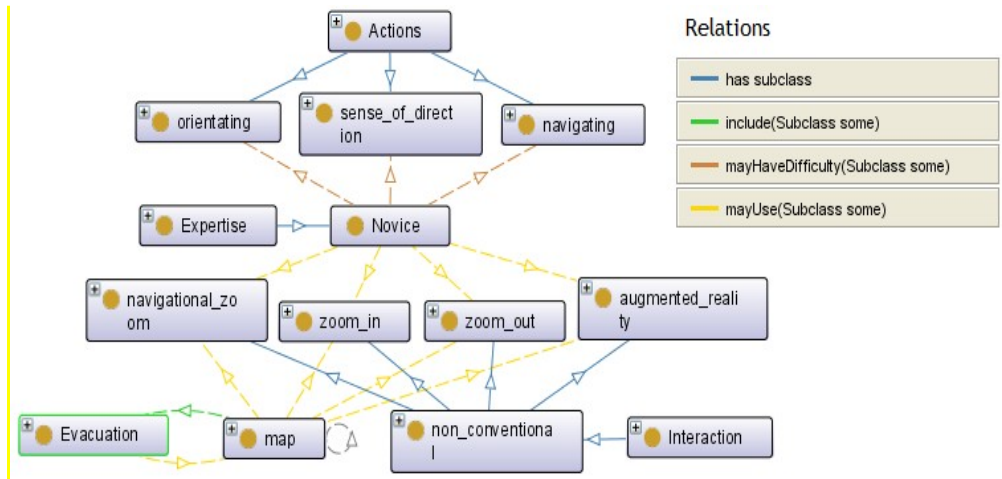 Actions
Relations
has subclass
include(Subclass some)
mayHaveDifficulty(Subclass some)
mayUse(Subclass some)
orientating
sense_of_direct
ion
navigating
Expertise
Novice
navigational_zo
om
zoom_in
zoom_out
augmented_reali
ty
Evacuation
map
non_conventiona
l
Interaction